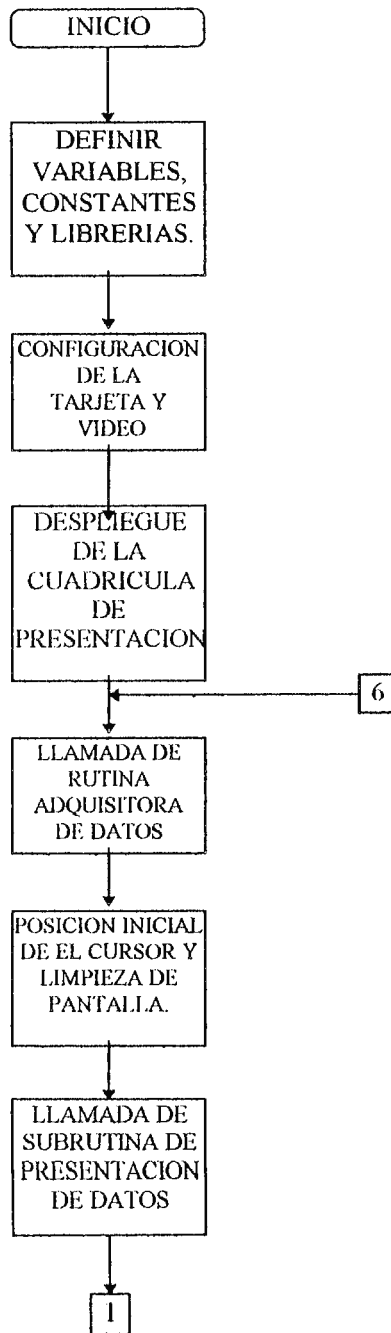 INICIO
DEFINIR
VARIABLES,
CONSTANTES
Y LIBRERIAS.
CONFIGURACION
DE LA
TARJETA Y
VIDEO
DESPLIEGUE
DE LA
CUADRICULA
DE
PRESENTACION
6
LLAMADA DE
RUTINA
ADQUISITORA
DE DATOS
POSICION INICIAL
DE EL CURSOR Y
LIMPIEZA DE
PANTALLA.
LLAMADA DE
SUBRUTINA DE
PRESENTACION
DE DATOS
1